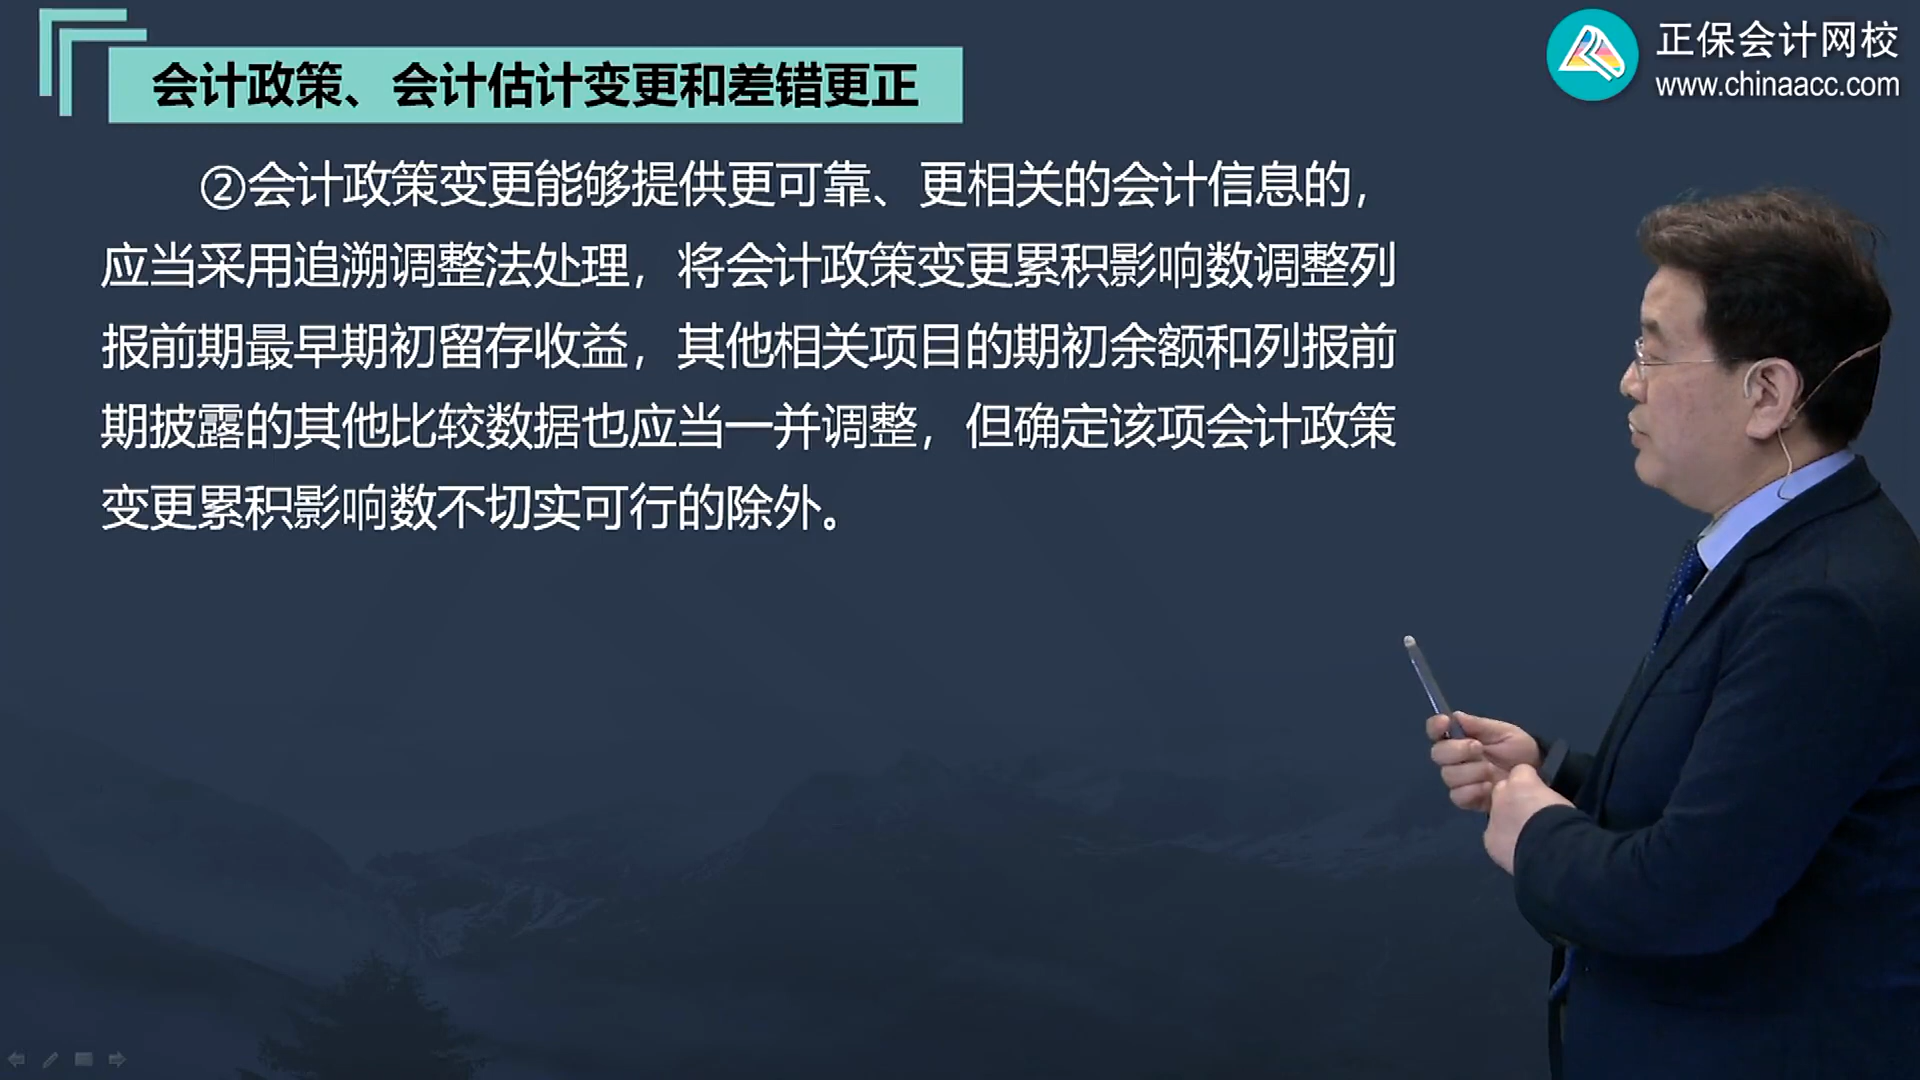 会计政策、会计估计变更和差错更正
正保会计网校
www.chinaacc.com
②会计政策变更能够提供更可靠、更相关的会计信息的，
应当采用追溯调整法处理，将会计政策变更累积影响数调整列
报前期最早期初留存收益，其他相关项目的期初余额和列报前
期披露的其他比较数据也应当一并调整，但确定该项会计政策
变更累积影响数不切实可行的除外。